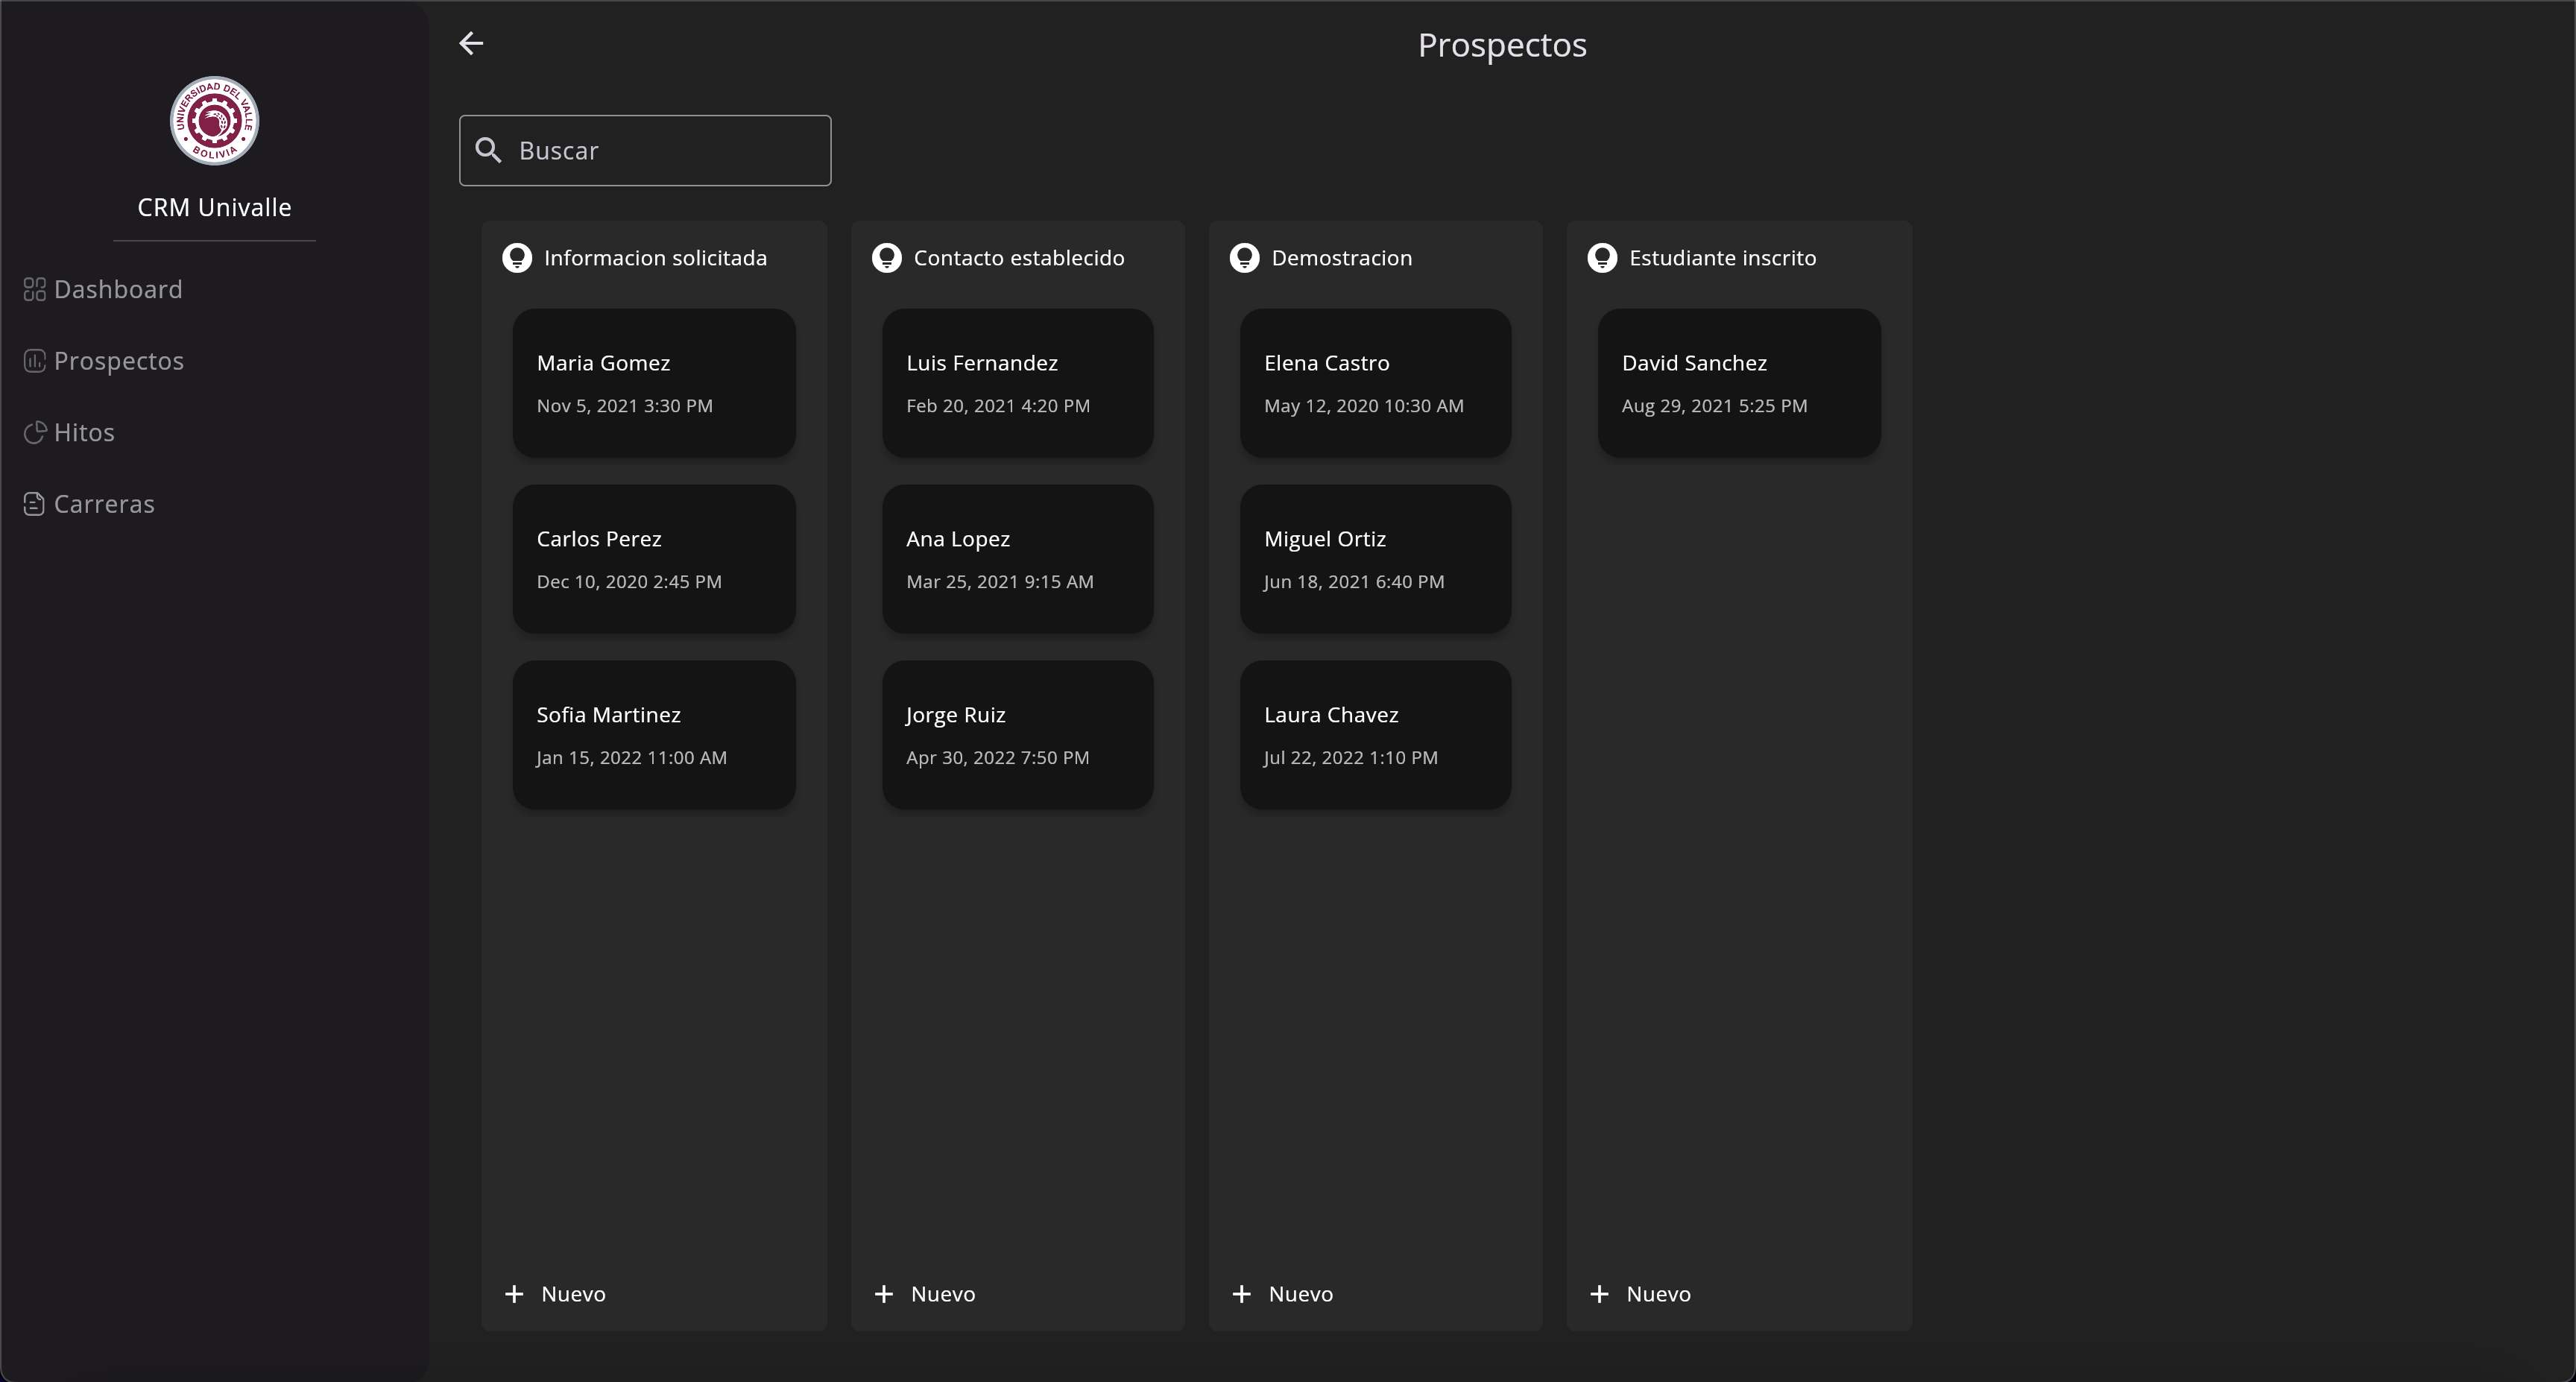 UNIVERSIDAD DEL VALLE
BOLIVIA
CRM Univalle
Dashboard
Prospectos
Hitos
Carreras
Prospectos
Buscar
Informacion solicitada
Maria Gomez
Nov 5, 2021 3:30 PM
Carlos Perez
Dec 10, 2020 2:45 PM
Sofia Martinez
Jan 15, 2022 11:00 AM
Nuevo
Contacto establecido
Luis Fernandez
Feb 20, 2021 4:20 PM
Ana Lopez
Mar 25, 2021 9:15 AM
Jorge Ruiz
Apr 30, 2022 7:50 PM
Nuevo
Demostracion
Elena Castro
May 12, 2020 10:30 AM
Miguel Ortiz
Jun 18, 2021 6:40 PM
Laura Chavez
Jul 22, 2022 1:10 PM
Nuevo
Estudiante inscrito
David Sanchez
Aug 29, 2021 5:25 PM
Nuevo